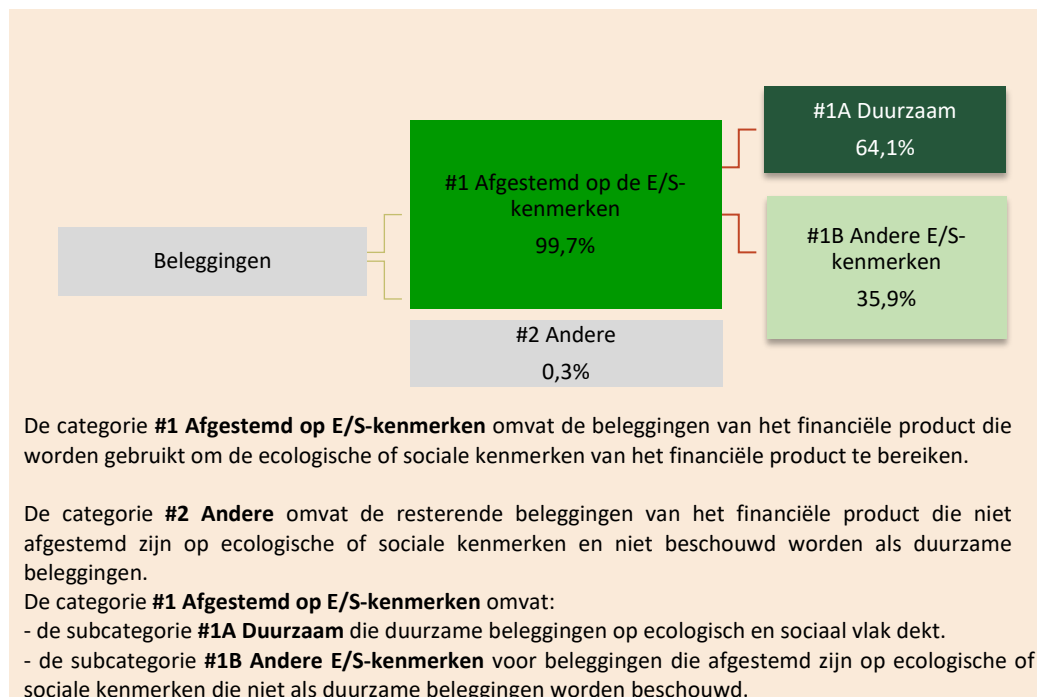 #1A Duurzaam
64,1%
#1 Afgestemd op de E/S-
kenmerken
99,7%
#1B Andere E/S-
kenmerken
35,9%
Beleggingen
#2 Andere
0,3%
De categorie #1 Afgestemd op E/S-kenmerken omvat de beleggingen van het financiële product die
worden gebruikt om de ecologische of sociale kenmerken van het financiële product te bereiken.
De categorie #2 Andere omvat de resterende beleggingen van het financiële product die niet
afgestemd zijn op ecologische of sociale kenmerken en niet beschouwd worden als duurzame
beleggingen.
De categorie #1 Afgestemd op E/S-kenmerken omvat:
- de subcategorie #1A Duurzaam die duurzame beleggingen op ecologisch en sociaal vlak dekt.
- de subcategorie #1B Andere E/S-kenmerken voor beleggingen die afgestemd zijn op ecologische of
sociale kenmerken die niet als duurzame beleggingen worden beschouwd.